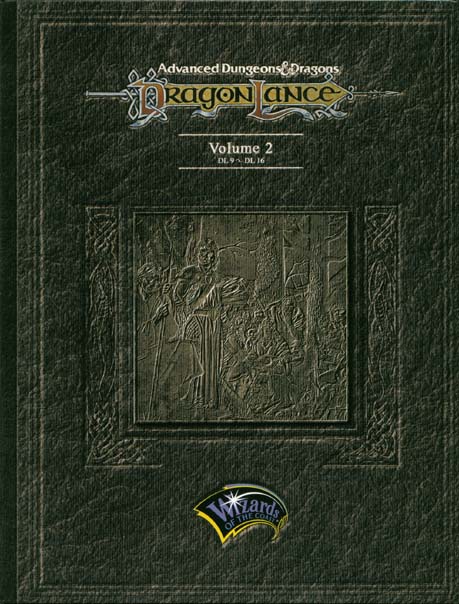 Advanced Dungeons & Dragons
DRAGONLANCE
Volume 2
DL 9 ~ DL 16
Wizards
OF THE COAST